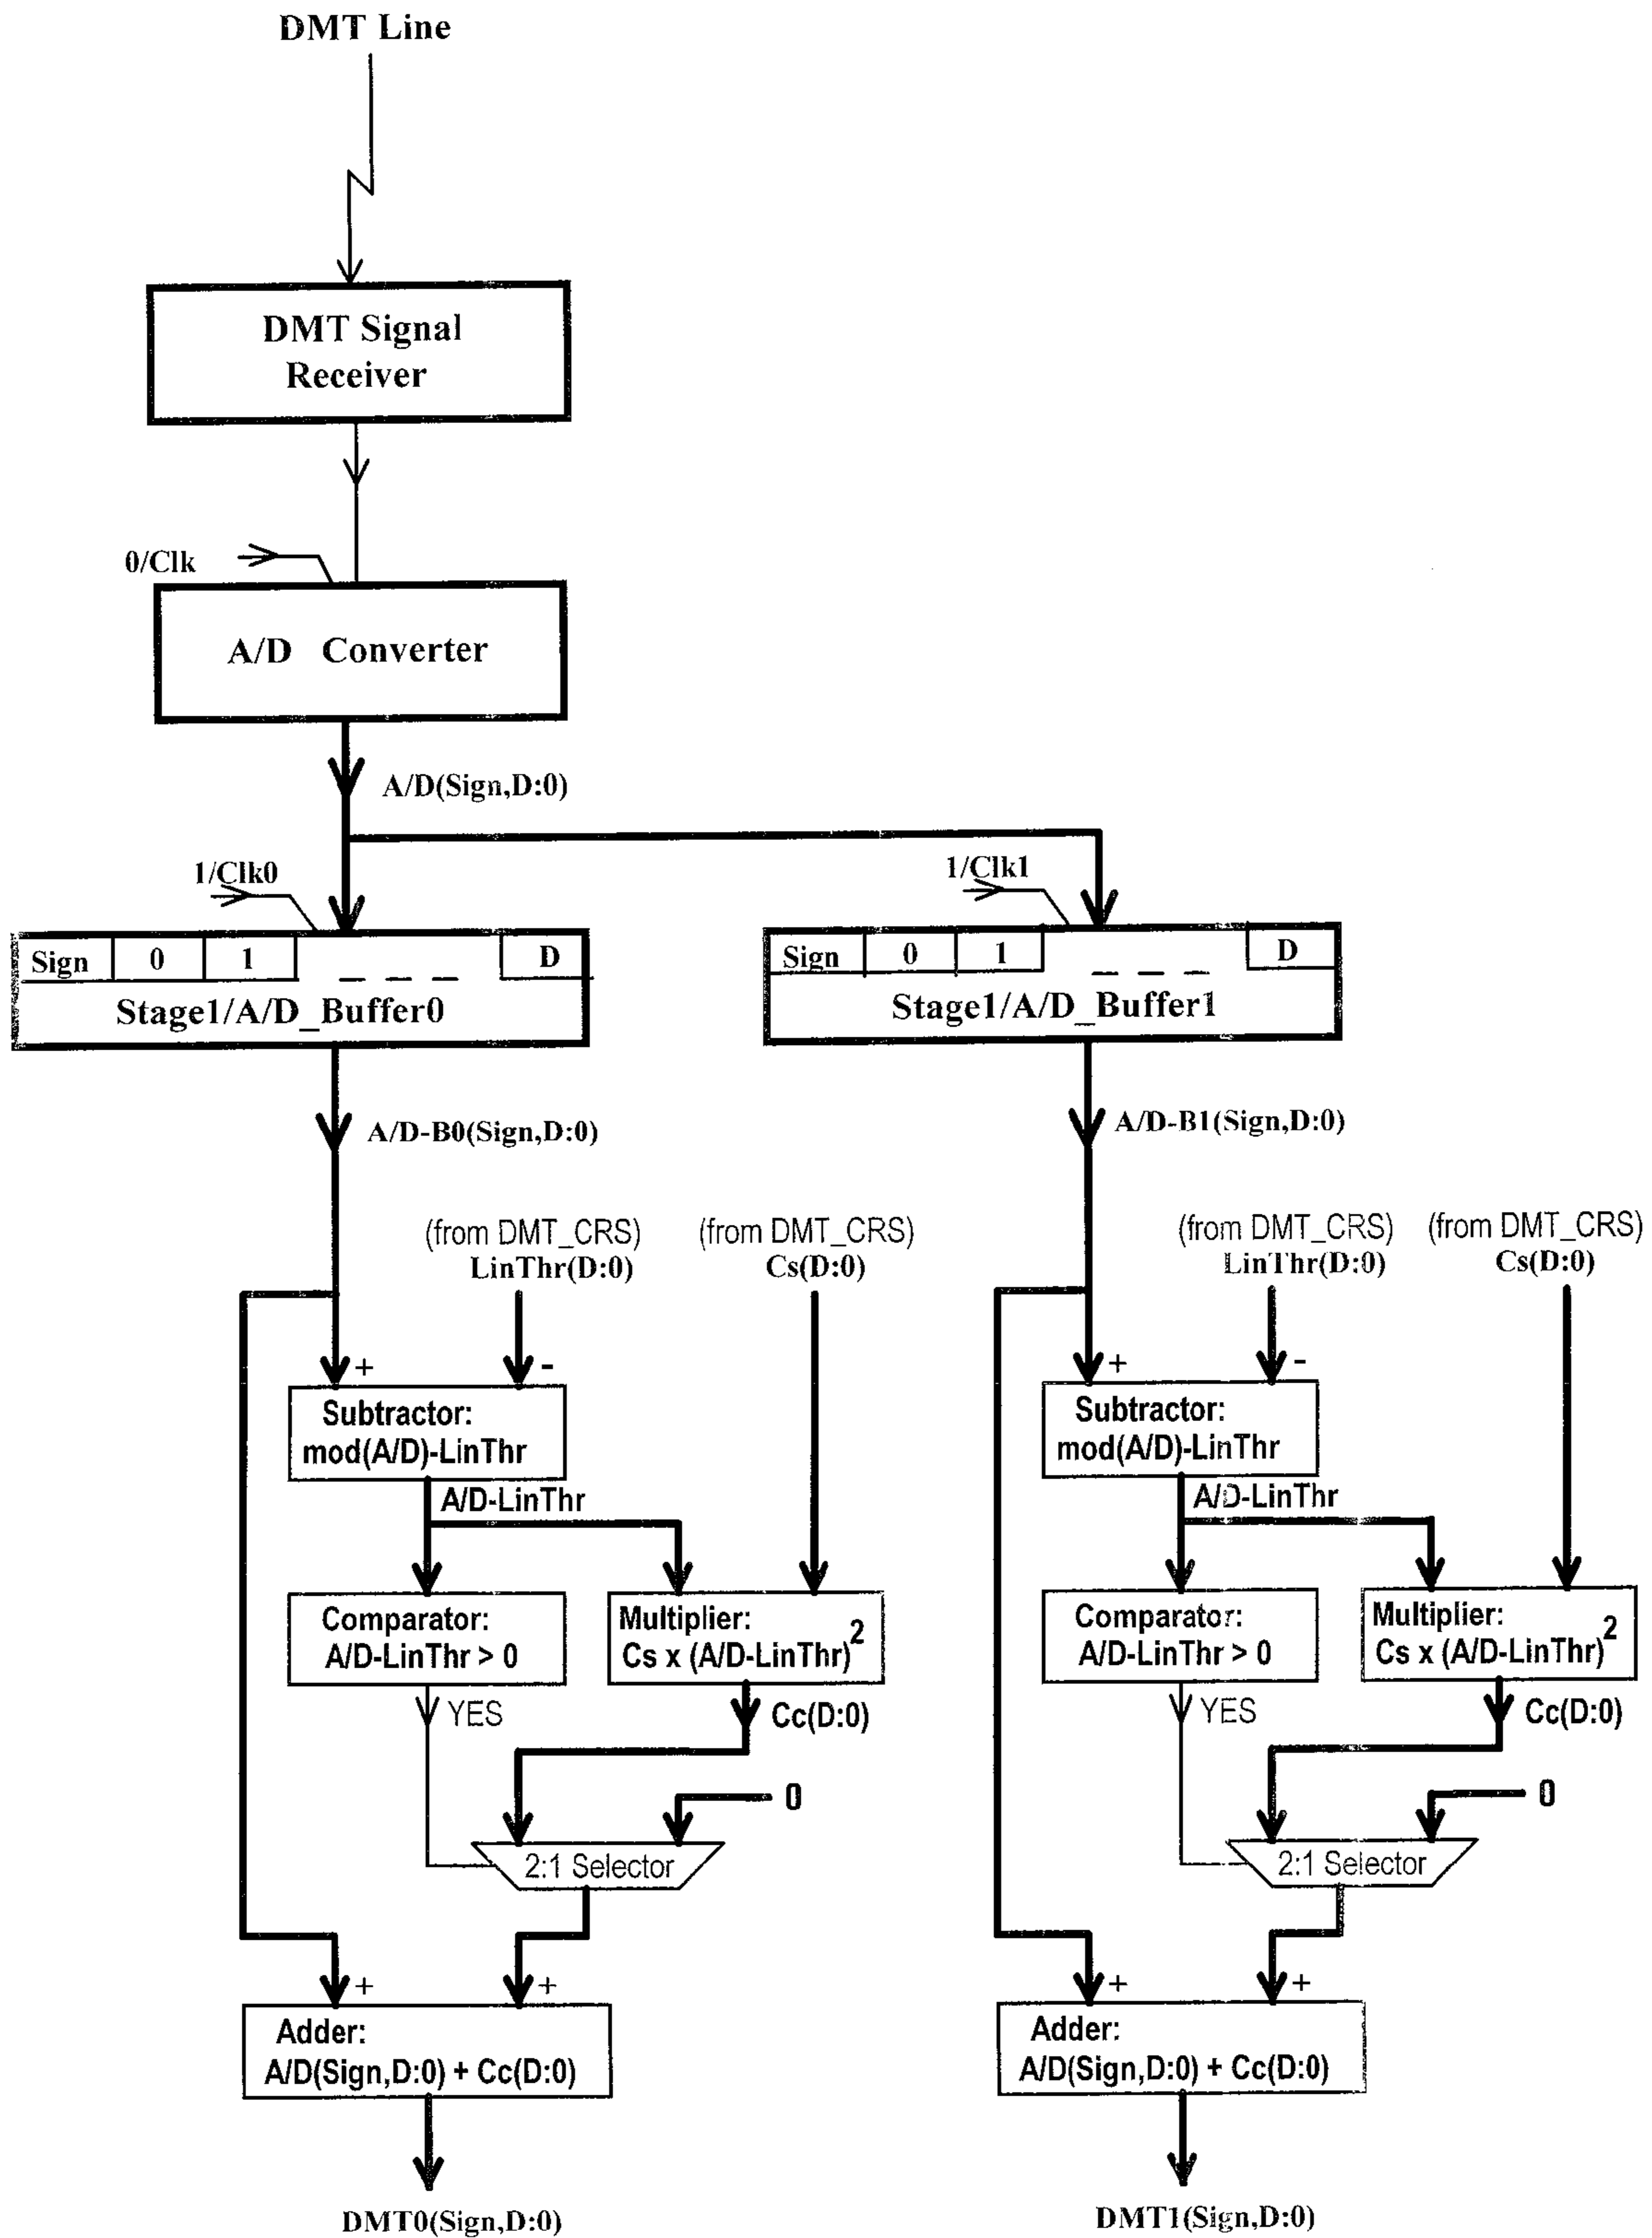 DMT Line
DMT Signal
Receiver
0/Clk
A/D Converter
A/D(Sign,D:0)
1/Clk0
1/Clk1
Sign 0 1 D
Stage1/A/D_Buffer0
Sign 0 1 D
Stage1/A/D_Buffer1
A/D-B0(Sign,D:0)
A/D-B1(Sign,D:0)
(from DMT_CRS)
LinThr(D:0)
(from DMT_CRS)
Cs(D:0)
(from DMT_CRS)
LinThr(D:0)
(from DMT_CRS)
Cs(D:0)
+ -
Subtractor:
mod(A/D)-LinThr
+ -
Subtractor:
mod(A/D)-LinThr
A/D-LinThr
A/D-LinThr
Comparator:
A/D-LinThr > 0
Multiplier:
Cs x (A/D-LinThr)²
Comparator:
A/D-LinThr > 0
Multiplier:
Cs x (A/D-LinThr)²
YES
Cc(D:0)
YES
Cc(D:0)
0
0
2:1 Selector
2:1 Selector
+ +
+ +
Adder:
A/D(Sign,D:0) + Cc(D:0)
Adder:
A/D(Sign,D:0) + Cc(D:0)
DMT0(Sign,D:0)
DMT1(Sign,D:0)